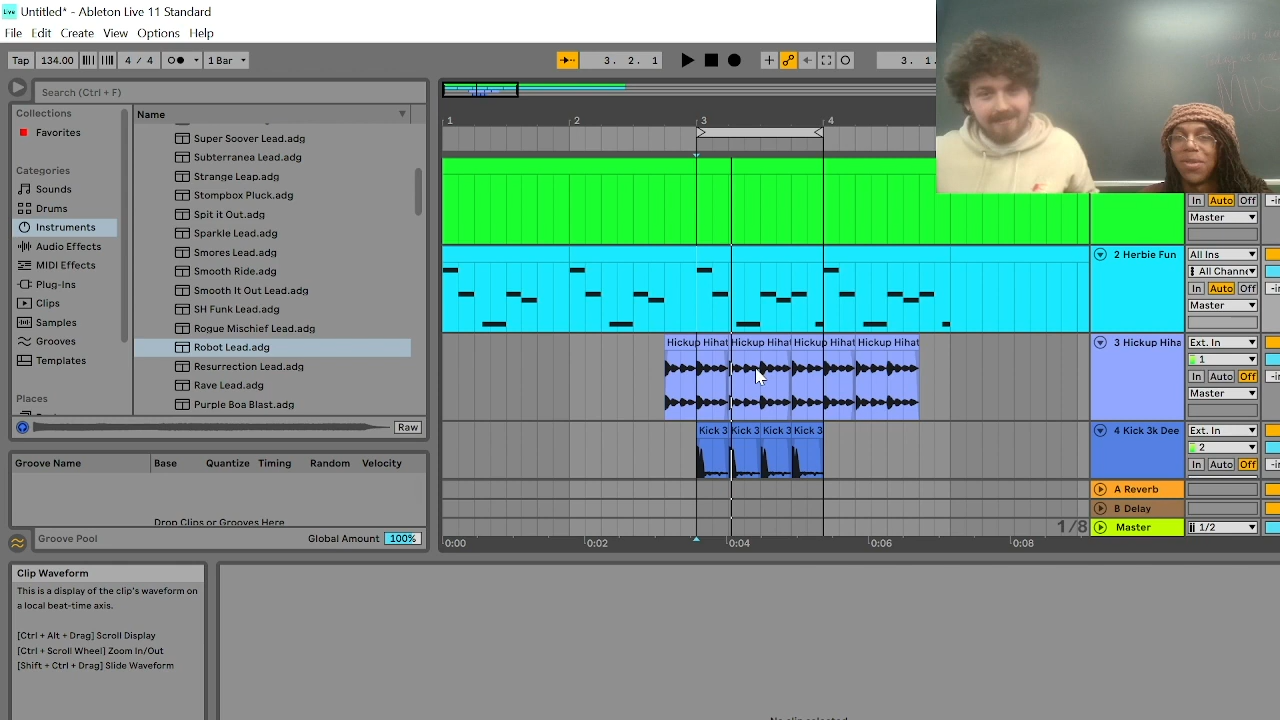 Live Untitled* - Ableton Live 11 Standard
File Edit Create View Options Help
Tap 134.00 4 / 4 1 Bar 3. 2. 1 3. 1.
Search (Ctrl + F)
Collections
Favorites
Categories
Sounds
Drums
Instruments
Audio Effects
MIDI Effects
Plug-Ins
Clips
Samples
Grooves
Templates
Places
Name
Super Soover Lead.adg
Subterranea Lead.adg
Strange Leap.adg
Stompbox Pluck.adg
Spit it Out.adg
Sparkle Lead.adg
Smores Lead.adg
Smooth Ride.adg
Smooth It Out Lead.adg
SH Funk Lead.adg
Rogue Mischief Lead.adg
Robot Lead.adg
Resurrection Lead.adg
Rave Lead.adg
Purple Boa Blast.adg
Raw
Groove Name Base Quantize Timing Random Velocity
Drop Clips or Grooves Here
Groove Pool Global Amount 100%
Clip Waveform
This is a display of the clip's waveform on
a local beat-time axis.
[Ctrl + Alt + Drag] Scroll Display
[Ctrl + Scroll Wheel] Zoom In/Out
[Shift + Ctrl + Drag] Slide Waveform
1 2 3 4
In Auto Off
Master
2 Herbie Fun All Ins
All Channe
In Auto Off
Master
Hickup Hihat Hickup Hihat Hickup Hihat Hickup Hihat
3 Hickup Hiha Ext. In
1
In Auto Off
Master
Kick 3 Kick 3 Kick 3 Kick 3
4 Kick 3k Dee Ext. In
2
In Auto Off
A Reverb
B Delay
1/8 Master 1/2
0:00 0:02 0:04 0:06 0:08
No clip selected